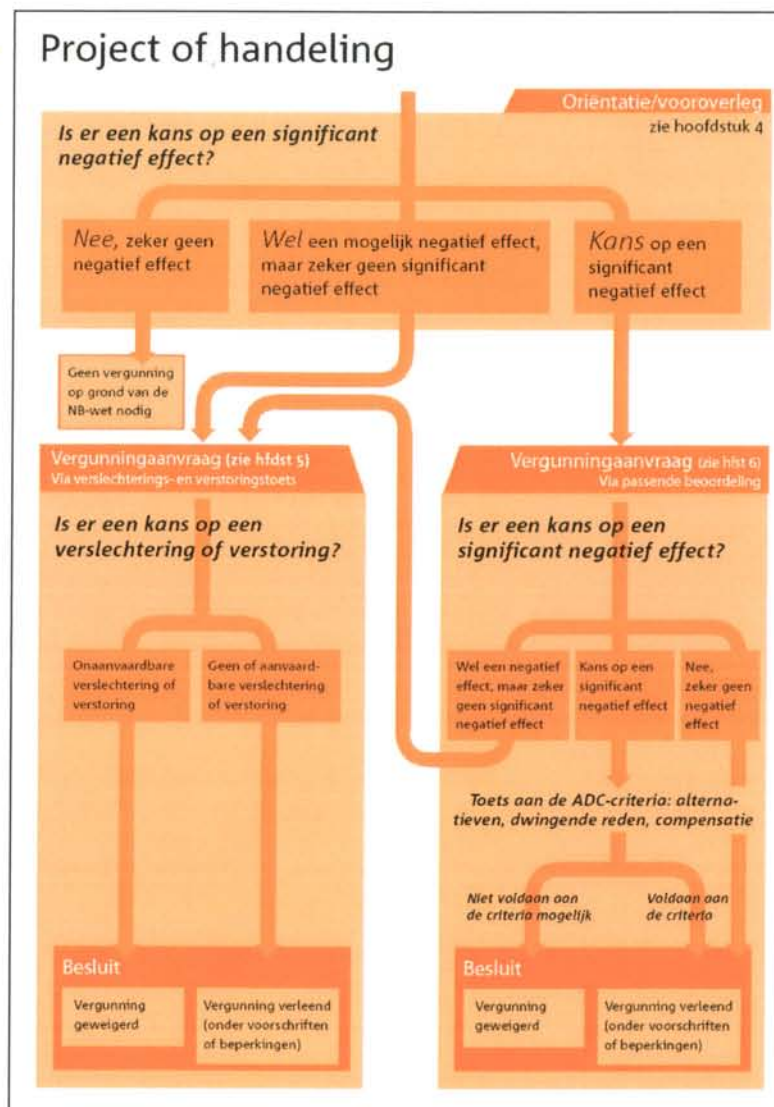 Project of handeling
Oriëntatie/vooroverleg
zie hoofdstuk 4
Is er een kans op een significant
negatief effect?
Nee, zeker geen
negatief effect
Wel een mogelijk negatief effect,
maar zeker geen significant
negatief effect
Kans op een
significant
negatief effect
Geen vergunning
op grond van de
NB-wet nodig
Vergunningaanvraag (zie hfdst 5)
Via verslechterings- en verstoringstoets
Is er een kans op een
verslechtering of verstoring?
Onaanvaardbare
verslechtering of
verstoring
Geen of aanvaard-
bare verslechtering
of verstoring
Besluit
Vergunning
geweigerd
Vergunning verleend
(onder voorschriften
of beperkingen)
Vergunningaanvraag (zie hfst 6)
Via passende beoordeling
Is er een kans op een
significant negatief effect?
Wel een negatief
effect, maar zeker
geen significant
negatief effect
Kans op een
significant
negatief effect
Nee,
zeker geen
negatief
effect
Toets aan de ADC-criteria: alterna-
tieven, dwingende reden, compensatie
Niet voldaan aan
de criteria mogelijk
Voldaan aan
de criteria
Besluit
Vergunning
geweigerd
Vergunning verleend
(onder voorschriften
of beperkingen)